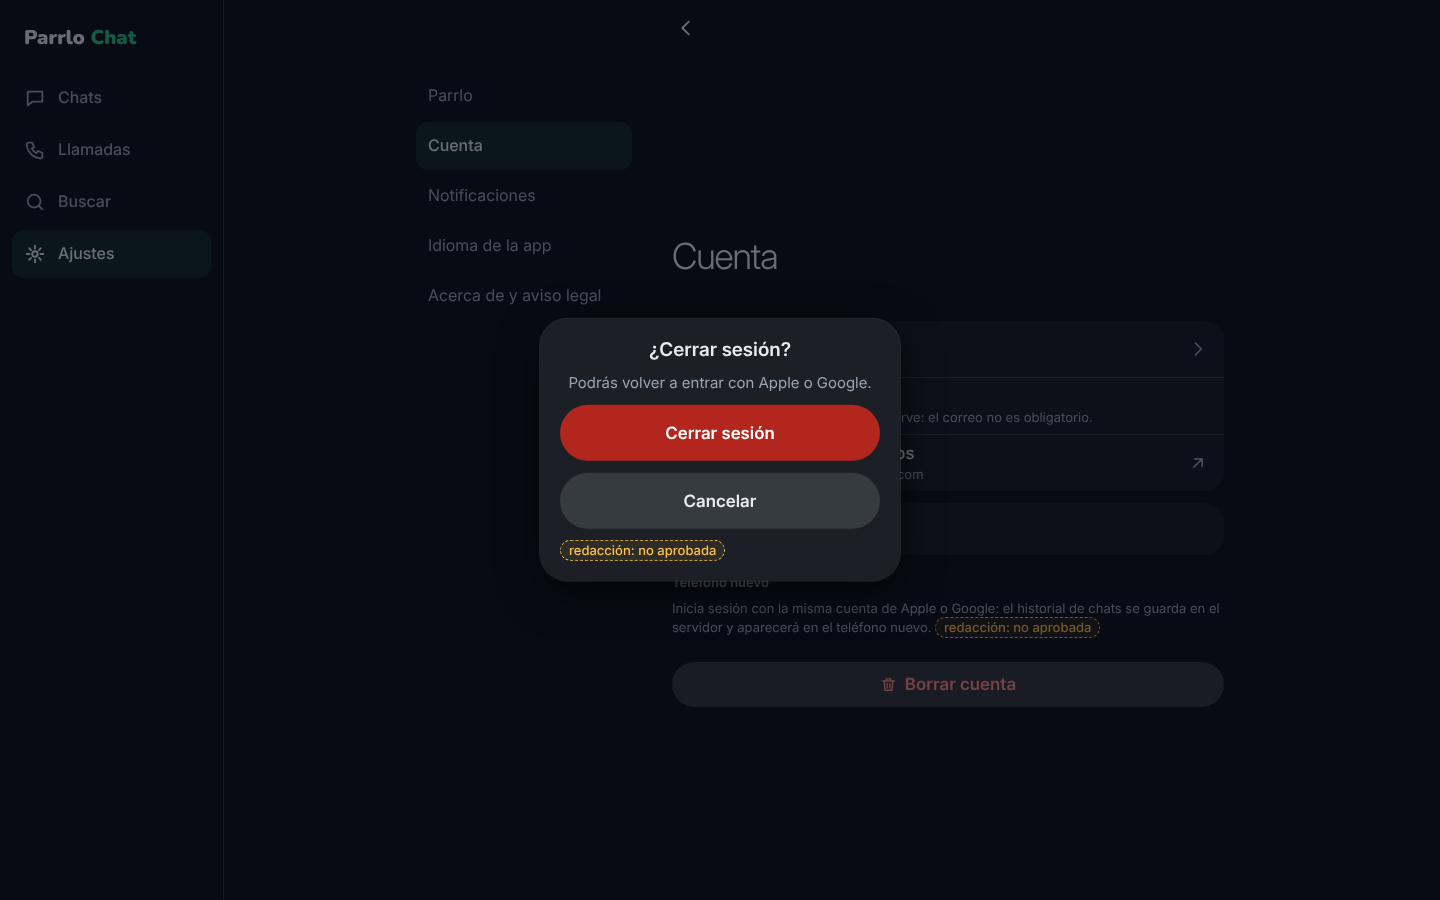 Parrlo Chat
Chats
Llamadas
Buscar
Ajustes
Parrlo
Cuenta
Notificaciones
Idioma de la app
Acerca de y aviso legal
Cuenta
¿Cerrar sesión?
Podrás volver a entrar con Apple o Google.
Cerrar sesión
Cancelar
redacción: no aprobada
el correo no es obligatorio.
Teléfono nuevo
Inicia sesión con la misma cuenta de Apple o Google: el historial de chats se guarda en el
servidor y aparecerá en el teléfono nuevo. redacción: no aprobada
Borrar cuenta